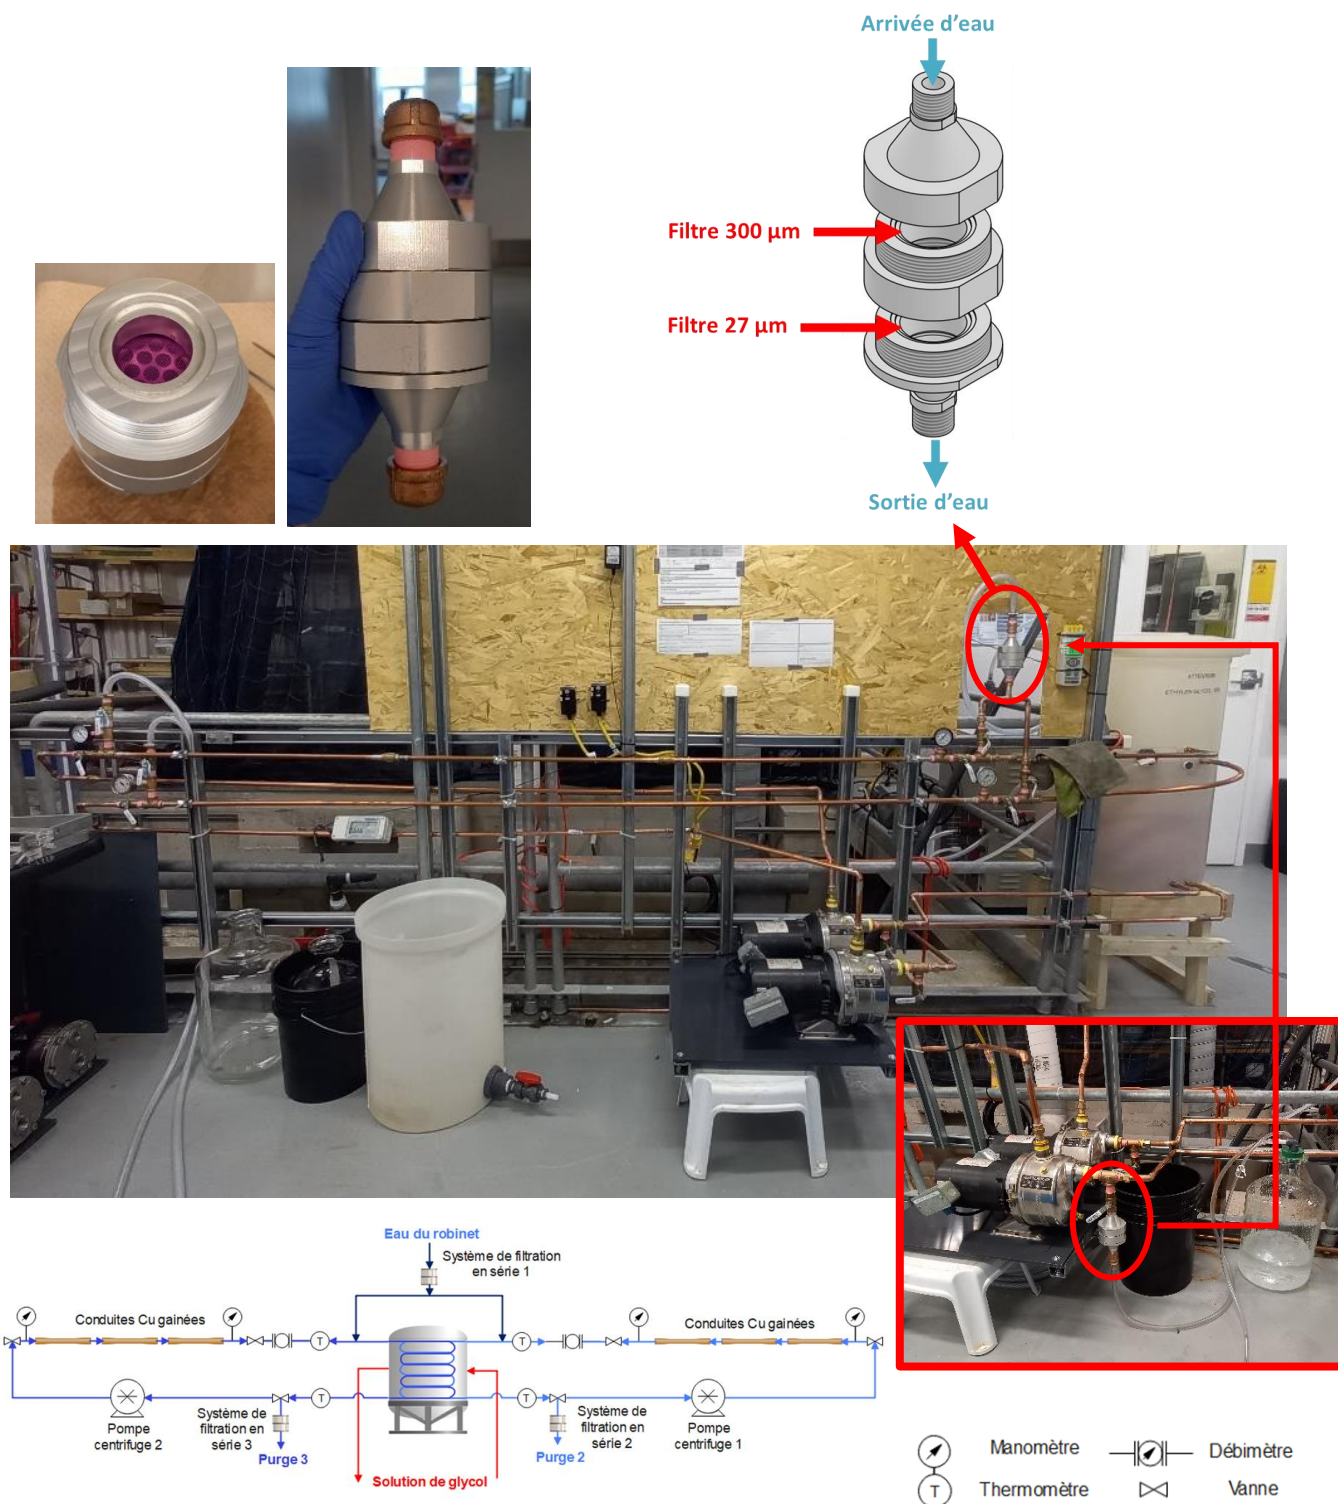 Arrivée d'eau
Filtre 300 µm
Filtre 27 µm
Sortie d'eau
ATTENTION
Eau du robinet
Système de filtration
en série 1
Conduites Cu gainées
Conduites Cu gainées
T
T
T
T
Pompe
centrifuge 2
Système de
filtration en
série 3
Purge 3
Système de
filtration en
série 2
Purge 2
Pompe
centrifuge 1
Solution de glycol
Manomètre
Débimètre
T
Thermomètre
Vanne